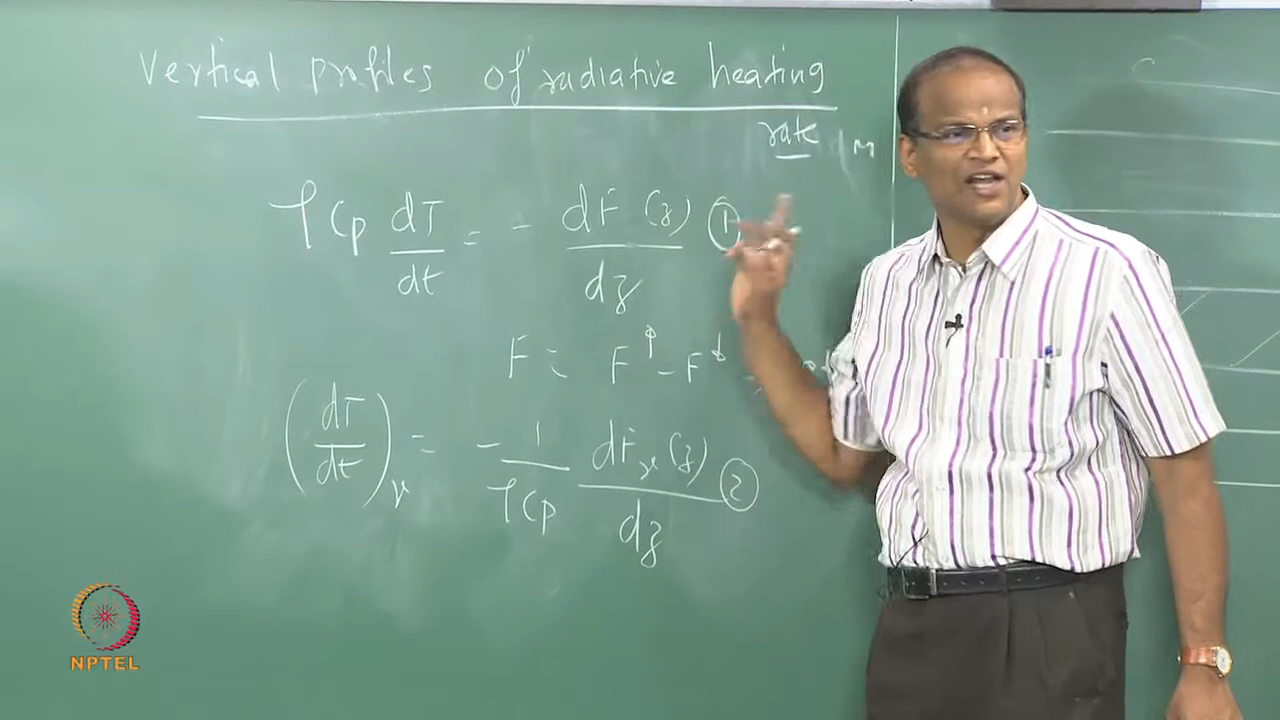 Vertical profiles of radiative heating
rate
ρ Cp dT/dt = - dF(z)/dz ①
F = F↑ - F↓
(dT/dt)ν = - 1/ρCp dFν(z)/dz ②
NPTEL